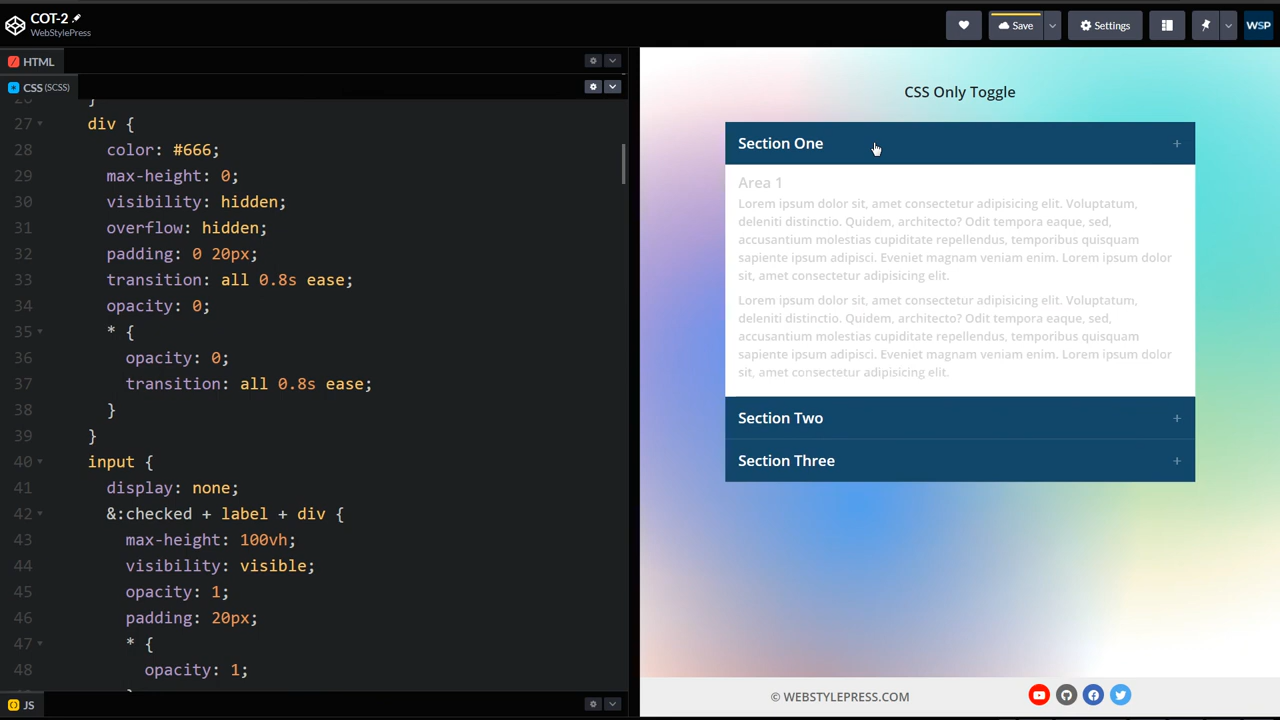 COT-2
WebStylePress
Save
Settings
WSP
HTML
CSS (SCSS)
27 div {
28 color: #666;
29 max-height: 0;
30 visibility: hidden;
31 overflow: hidden;
32 padding: 0 20px;
33 transition: all 0.8s ease;
34 opacity: 0;
35 * {
36 opacity: 0;
37 transition: all 0.8s ease;
38 }
39 }
40 input {
41 display: none;
42 &:checked + label + div {
43 max-height: 100vh;
44 visibility: visible;
45 opacity: 1;
46 padding: 20px;
47 * {
48 opacity: 1;
JS
CSS Only Toggle
Section One +
Area 1
Lorem ipsum dolor sit, amet consectetur adipisicing elit. Voluptatum,
deleniti distinctio. Quidem, architecto? Odit tempora eaque, sed,
accusantium molestias cupiditate repellendus, temporibus quisquam
sapiente ipsum adipisci. Eveniet magnam veniam enim. Lorem ipsum dolor
sit, amet consectetur adipisicing elit.
Lorem ipsum dolor sit, amet consectetur adipisicing elit. Voluptatum,
deleniti distinctio. Quidem, architecto? Odit tempora eaque, sed,
accusantium molestias cupiditate repellendus, temporibus quisquam
sapiente ipsum adipisci. Eveniet magnam veniam enim. Lorem ipsum dolor
sit, amet consectetur adipisicing elit.
Section Two +
Section Three +
© WEBSTYLEPRESS.COM